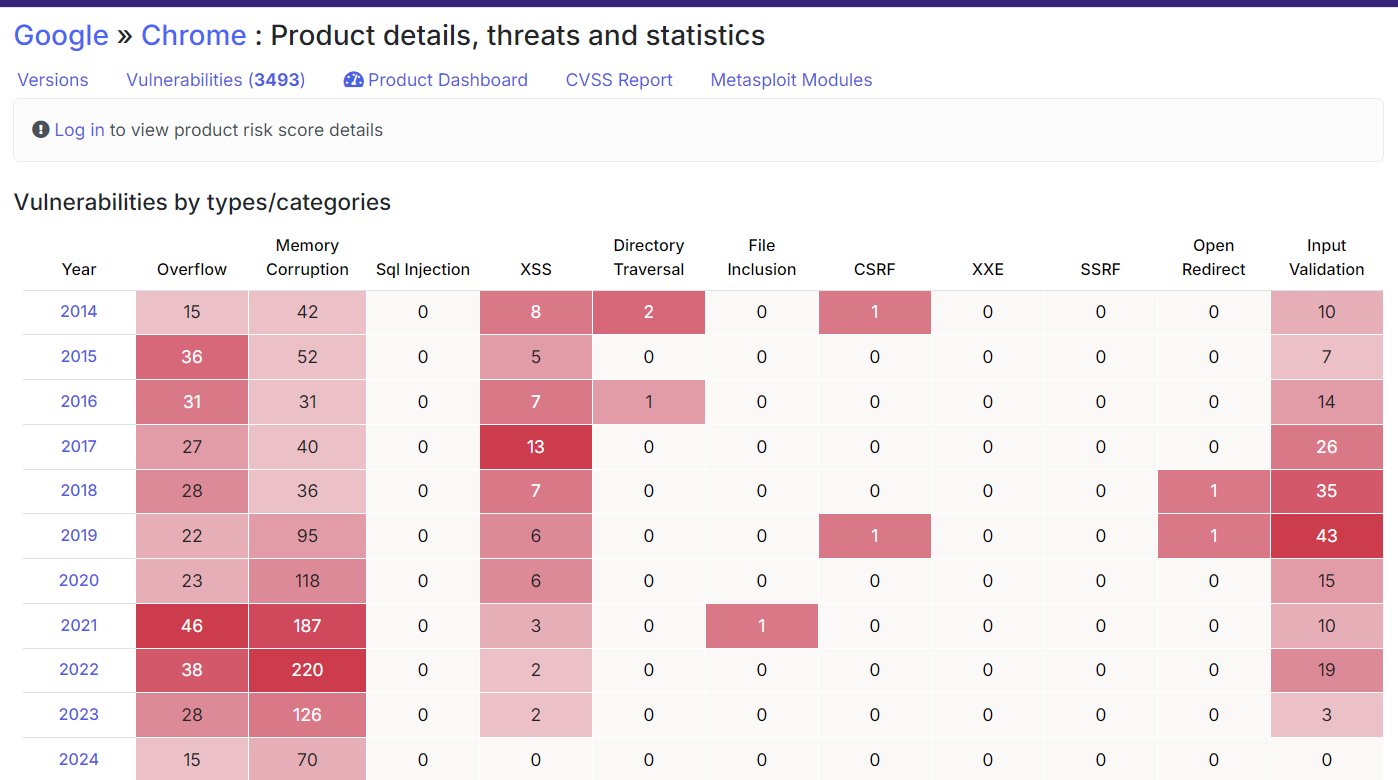 Google » Chrome : Product details, threats and statistics
Versions Vulnerabilities (3493) Product Dashboard CVSS Report Metasploit Modules
Log in to view product risk score details
Vulnerabilities by types/categories
Year Overflow Memory Corruption Sql Injection XSS Directory Traversal File Inclusion CSRF XXE SSRF Open Redirect Input Validation
2014 15 42 0 8 2 0 1 0 0 0 10
2015 36 52 0 5 0 0 0 0 0 0 7
2016 31 31 0 7 1 0 0 0 0 0 14
2017 27 40 0 13 0 0 0 0 0 0 26
2018 28 36 0 7 0 0 0 0 0 1 35
2019 22 95 0 6 0 0 1 0 0 1 43
2020 23 118 0 6 0 0 0 0 0 0 15
2021 46 187 0 3 0 1 0 0 0 0 10
2022 38 220 0 2 0 0 0 0 0 0 19
2023 28 126 0 2 0 0 0 0 0 0 3
2024 15 70 0 0 0 0 0 0 0 0 0